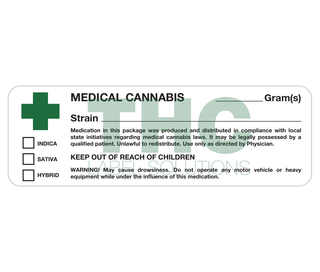 MEDICAL CANNABIS ________ Gram(s)
Strain ________________________
Medication in this package was produced and distributed in compliance with local
state initiatives regarding medical cannabis laws. It may be legally possessed by a
qualified patient. Unlawful to redistribute. Use only as directed by Physician.
INDICA
SATIVA
HYBRID
KEEP OUT OF REACH OF CHILDREN
WARNING! May cause drowsiness. Do not operate any motor vehicle or heavy
equipment while under the influence of this medication.
THC
LABEL SOLUTIONS